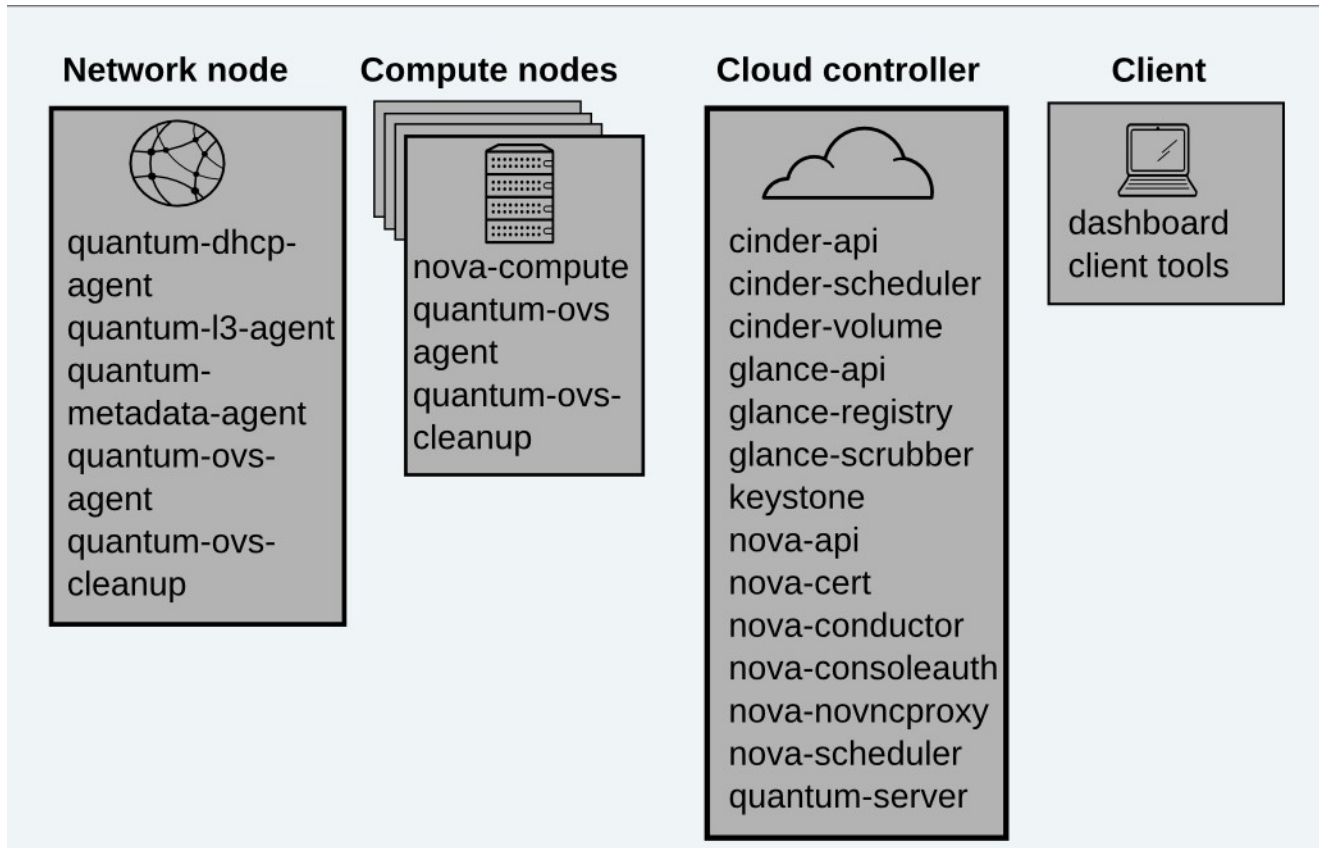 Network node
quantum-dhcp-
agent
quantum-l3-agent
quantum-
metadata-agent
quantum-ovs-
agent
quantum-ovs-
cleanup
Compute nodes
nova-compute
quantum-ovs
agent
quantum-ovs-
cleanup
Cloud controller
cinder-api
cinder-scheduler
cinder-volume
glance-api
glance-registry
glance-scrubber
keystone
nova-api
nova-cert
nova-conductor
nova-consoleauth
nova-novncproxy
nova-scheduler
quantum-server
Client
dashboard
client tools